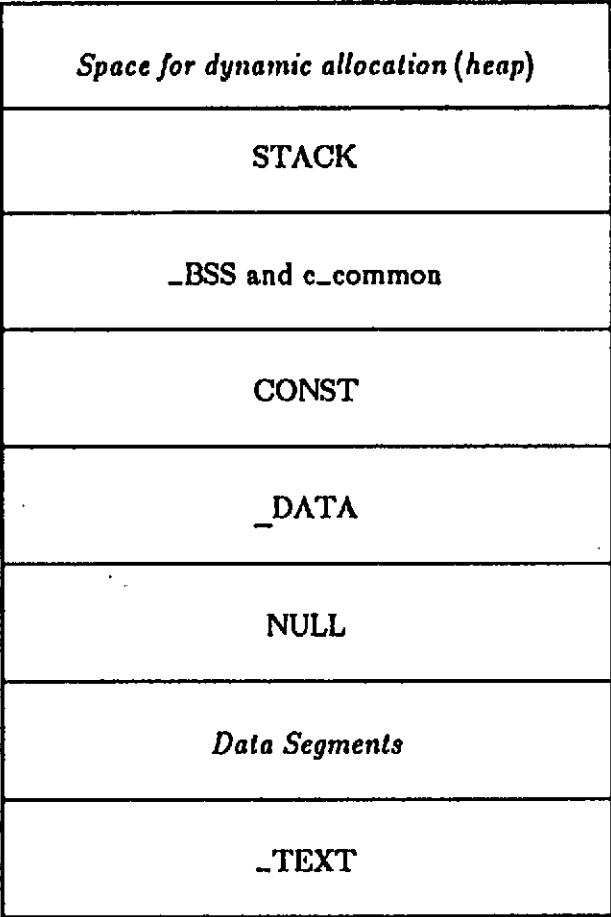 Space for dynamic allocation (heap)
STACK
_BSS and c_common
CONST
_DATA
NULL
Data Segments
_TEXT